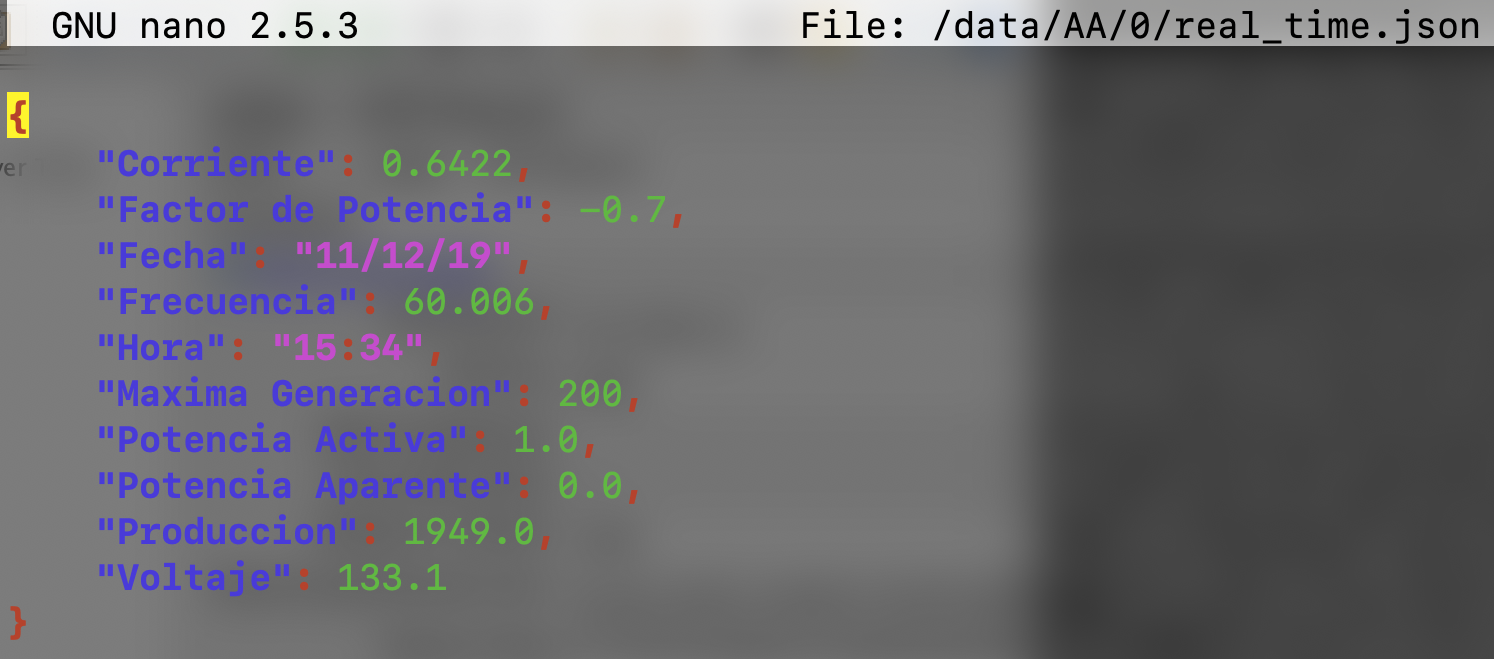 GNU nano 2.5.3 File: /data/AA/0/real_time.json
{
"Corriente": 0.6422,
ver
"Factor de Potencia": -0.7,
"Fecha": "11/12/19",
"Frecuencia": 60.006,
"Hora": "15:34",
"Maxima Generacion": 200,
"Potencia Activa": 1.0,
"Potencia Aparente": 0.0,
"Produccion": 1949.0,
"Voltaje": 133.1
}